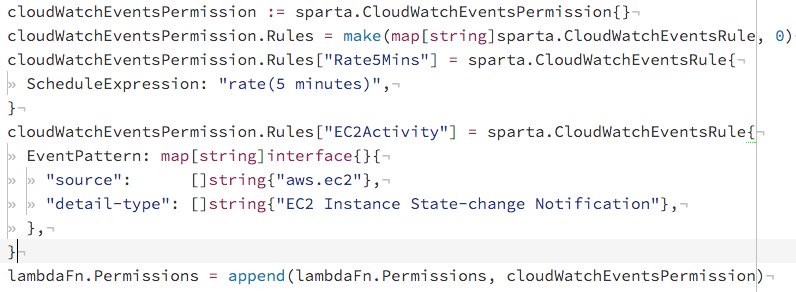 cloudWatchEventsPermission := sparta.CloudWatchEventsPermission{}¬
cloudWatchEventsPermission.Rules = make(map[string]sparta.CloudWatchEventsRule, 0)¬
cloudWatchEventsPermission.Rules["Rate5Mins"] = sparta.CloudWatchEventsRule{¬
» ScheduleExpression: "rate(5 minutes)",¬
}¬
cloudWatchEventsPermission.Rules["EC2Activity"] = sparta.CloudWatchEventsRule{¬
» EventPattern: map[string]interface{}{¬
» » "source":      []string{"aws.ec2"},¬
» » "detail-type": []string{"EC2 Instance State-change Notification"},¬
» },¬
}¬
lambdaFn.Permissions = append(lambdaFn.Permissions, cloudWatchEventsPermission)¬